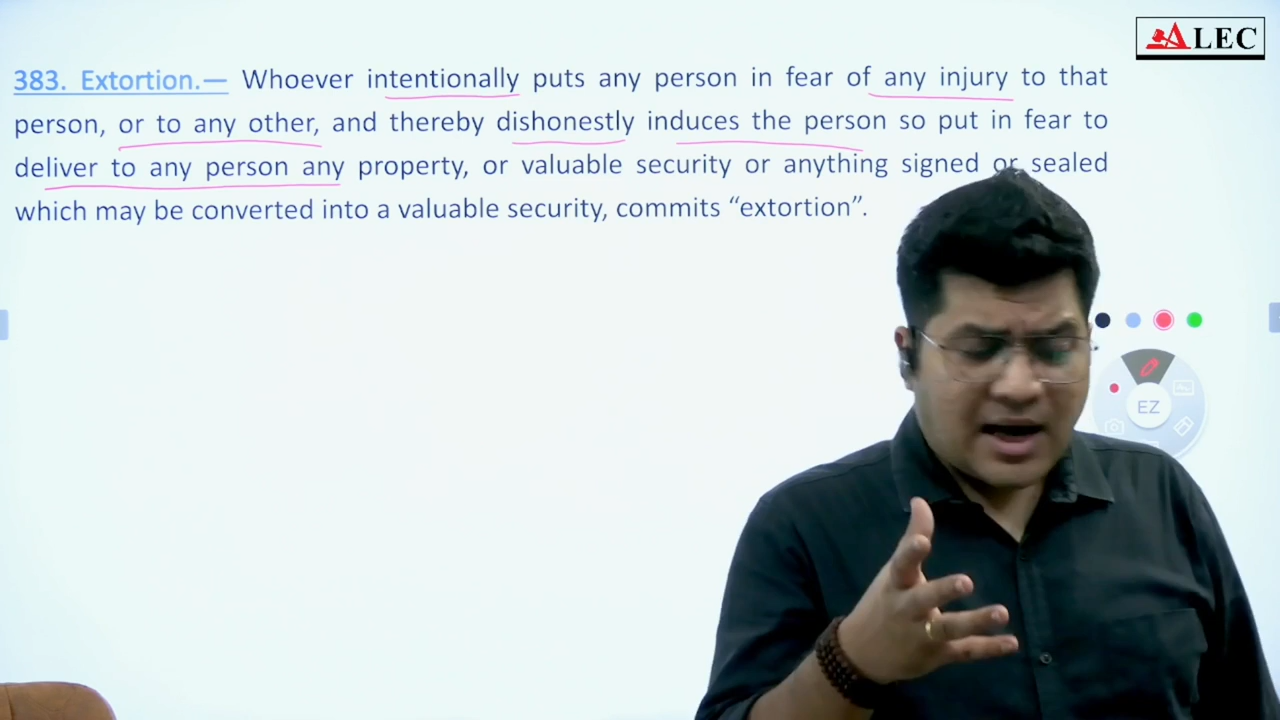 ALEC
383. Extortion.— Whoever intentionally puts any person in fear of any injury to that
person, or to any other, and thereby dishonestly induces the person so put in fear to
deliver to any person any property, or valuable security or anything signed or sealed
which may be converted into a valuable security, commits “extortion”.
EZ